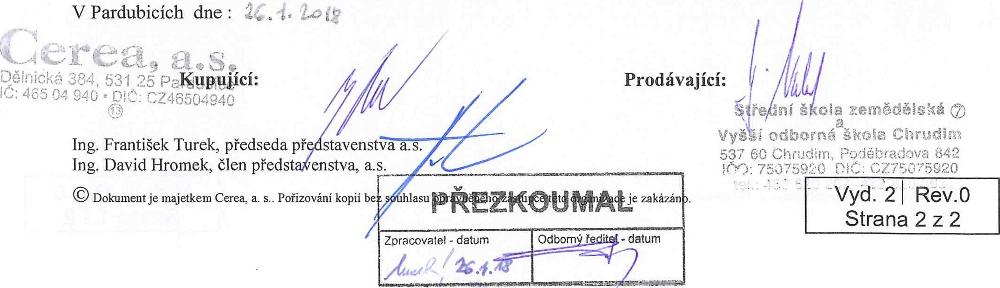 V Pardubicích dne : 26.1.2018
Cerea, a.s.
Dělnická 384, 531 25 Pardubice
IČ: 465 04 940 • DIČ: CZ46504940
13
Kupující:
Prodávající:
Střední škola zemědělská 7
a
Vyšší odborná škola Chrudim
537 60 Chrudim, Poděbradova 842
IČO: 75075920 DIČ: CZ75075920
tel.:
Ing. František Turek, předseda představenstva a.s.
Ing. David Hromek, člen představenstva, a.s.
© Dokument je majetkem Cerea, a. s.. Pořizování kopií bez souhlasu oprávněného zástupce této organizace je zakázáno.
PŘEZKOUMAL
Zpracovatel - datum
Odborný ředitel - datum
26.1.18
Vyd. 2 | Rev.0
Strana 2 z 2